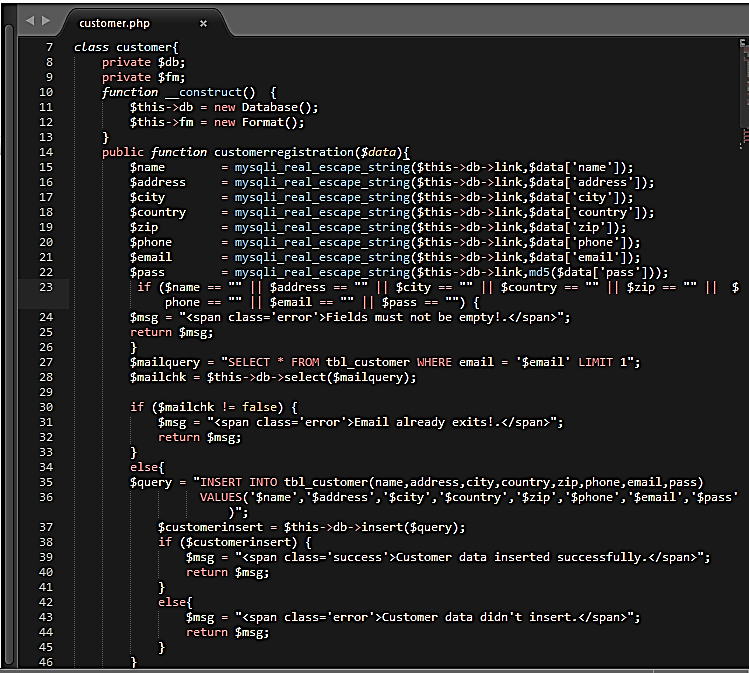 customer.php ×
7 class customer{
8 private $db;
9 private $fm;
10 function __construct() {
11 $this->db = new Database();
12 $this->fm = new Format();
13 }
14 public function customerregistration($data){
15 $name = mysqli_real_escape_string($this->db->link,$data['name']);
16 $address = mysqli_real_escape_string($this->db->link,$data['address']);
17 $city = mysqli_real_escape_string($this->db->link,$data['city']);
18 $country = mysqli_real_escape_string($this->db->link,$data['country']);
19 $zip = mysqli_real_escape_string($this->db->link,$data['zip']);
20 $phone = mysqli_real_escape_string($this->db->link,$data['phone']);
21 $email = mysqli_real_escape_string($this->db->link,$data['email']);
22 $pass = mysqli_real_escape_string($this->db->link,md5($data['pass']));
23 if ($name == "" || $address == "" || $city == "" || $country == "" || $zip == "" || $
phone == "" || $email == "" || $pass == "") {
24 $msg = "<span class='error'>Fields must not be empty!.</span>";
25 return $msg;
26 }
27 $mailquery = "SELECT * FROM tbl_customer WHERE email = '$email' LIMIT 1";
28 $mailchk = $this->db->select($mailquery);
29
30 if ($mailchk != false) {
31 $msg = "<span class='error'>Email already exits!.</span>";
32 return $msg;
33 }
34 else{
35 $query = "INSERT INTO tbl_customer(name,address,city,country,zip,phone,email,pass)
36 VALUES('$name','$address','$city','$country','$zip','$phone','$email','$pass'
)";
37 $customerinsert = $this->db->insert($query);
38 if ($customerinsert) {
39 $msg = "<span class='success'>Customer data inserted successfully.</span>";
40 return $msg;
41 }
42 else{
43 $msg = "<span class='error'>Customer data didn't insert.</span>";
44 return $msg;
45 }
46 }